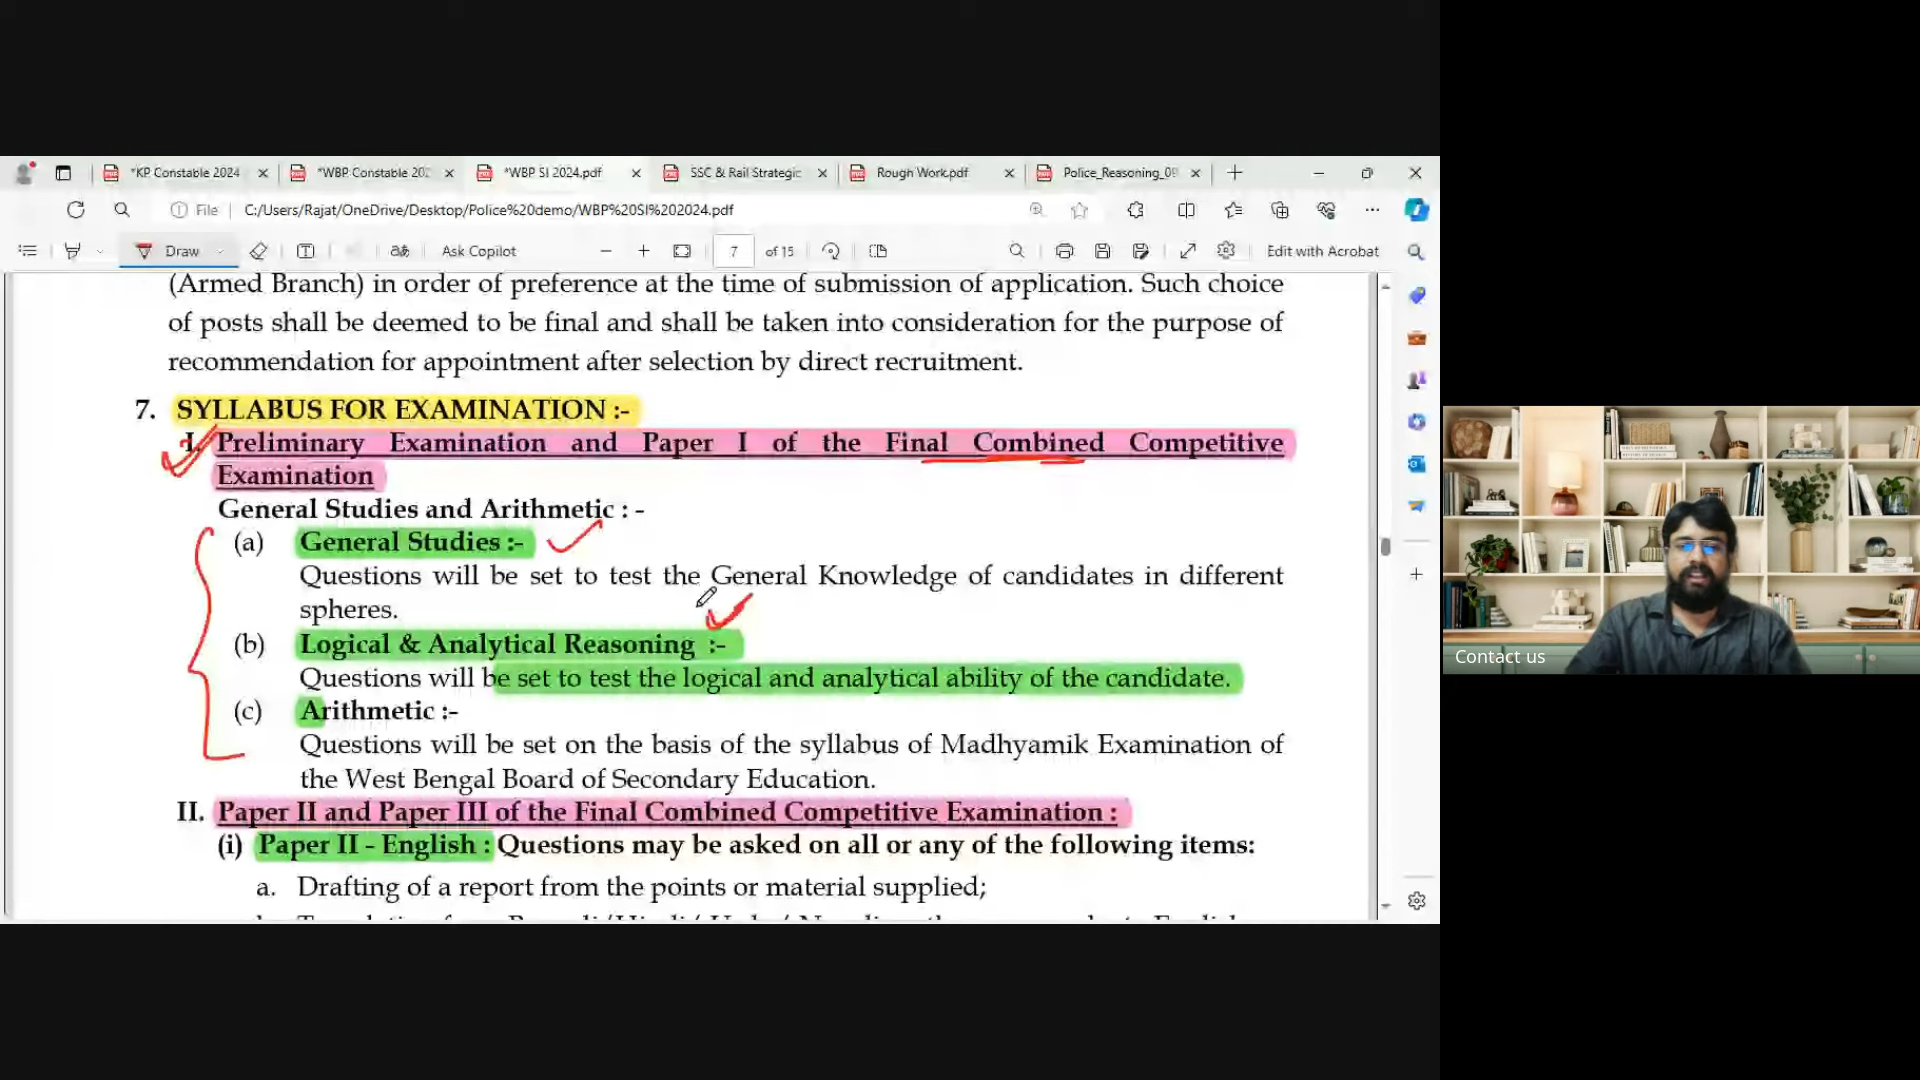 *KP Constable 2024
*WBP Constable 202
*WBP SI 2024.pdf
SSC & Rail Strategic
Rough Work.pdf
Police_Reasoning_09
File
C:/Users/Rajat/OneDrive/Desktop/Police%20demo/WBP%20SI%202024.pdf
Draw
Ask Copilot
7 of 15
Edit with Acrobat
(Armed Branch) in order of preference at the time of submission of application. Such choice
of posts shall be deemed to be final and shall be taken into consideration for the purpose of
recommendation for appointment after selection by direct recruitment.
7. SYLLABUS FOR EXAMINATION :-
I. Preliminary Examination and Paper I of the Final Combined Competitive
Examination
General Studies and Arithmetic : -
(a) General Studies :-
Questions will be set to test the General Knowledge of candidates in different
spheres.
(b) Logical & Analytical Reasoning :-
Questions will be set to test the logical and analytical ability of the candidate.
(c) Arithmetic :-
Questions will be set on the basis of the syllabus of Madhyamik Examination of
the West Bengal Board of Secondary Education.
II. Paper II and Paper III of the Final Combined Competitive Examination :
(i) Paper II - English : Questions may be asked on all or any of the following items:
a. Drafting of a report from the points or material supplied;
Contact us